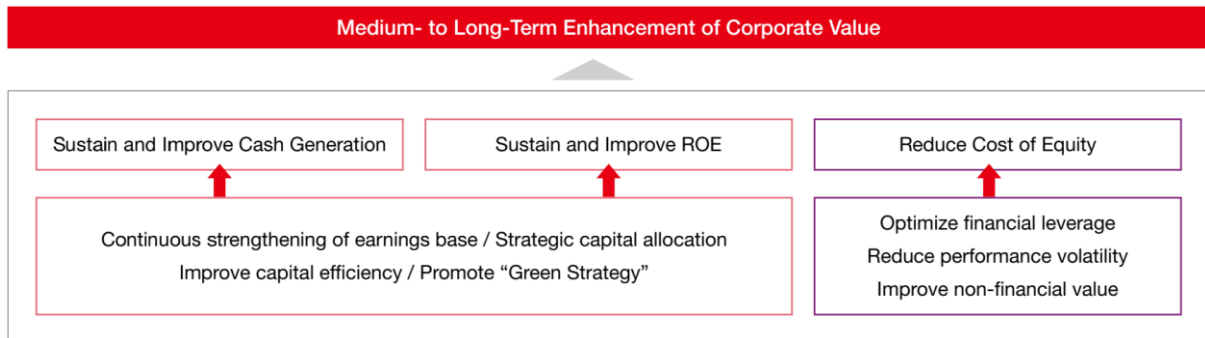 Medium- to Long-Term Enhancement of Corporate Value
Sustain and Improve Cash Generation
Sustain and Improve ROE
Reduce Cost of Equity
Continuous strengthening of earnings base / Strategic capital allocation
Improve capital efficiency / Promote “Green Strategy”
Optimize financial leverage
Reduce performance volatility
Improve non-financial value